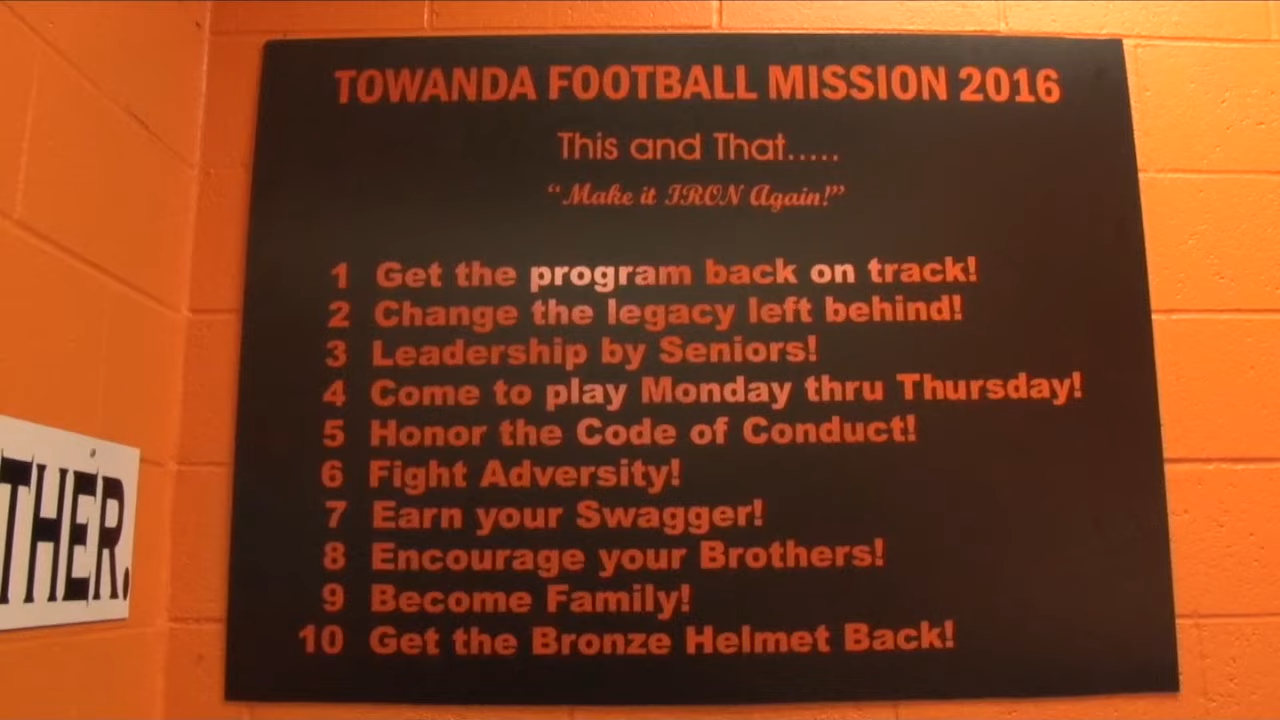 TOWANDA FOOTBALL MISSION 2016
This and That.....
"Make it IRON Again!"
1 Get the program back on track!
2 Change the legacy left behind!
3 Leadership by Seniors!
4 Come to play Monday thru Thursday!
5 Honor the Code of Conduct!
6 Fight Adversity!
7 Earn your Swagger!
8 Encourage your Brothers!
9 Become Family!
10 Get the Bronze Helmet Back!
THER.